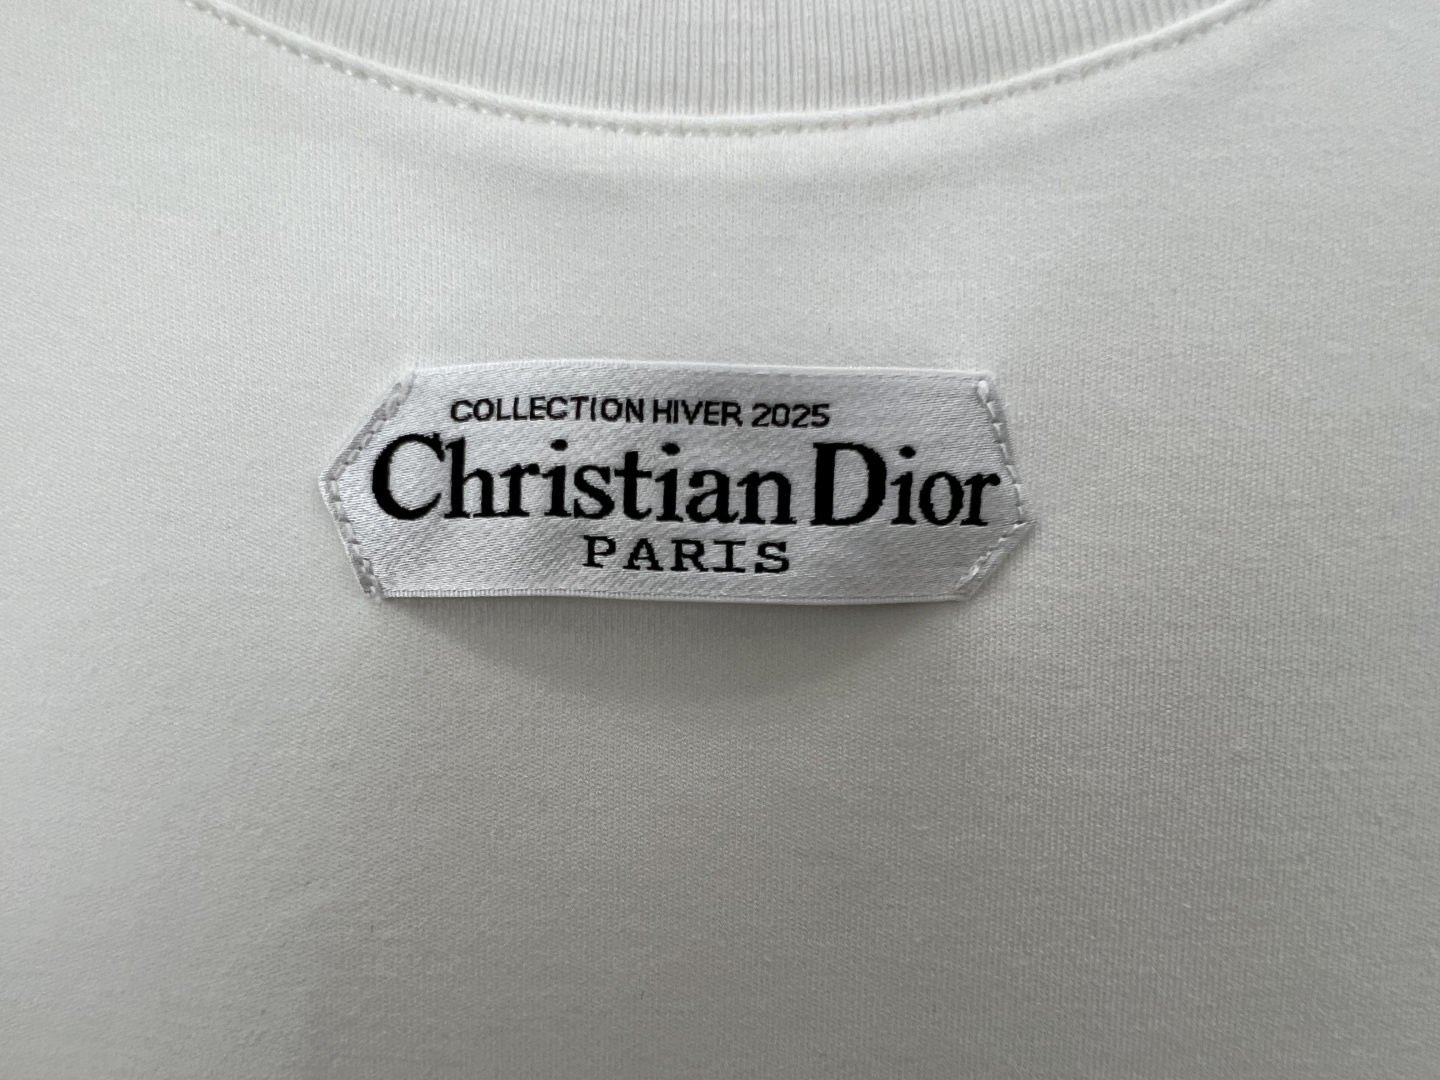 COLLECTION HIVER 2025
Christian Dior
PARIS